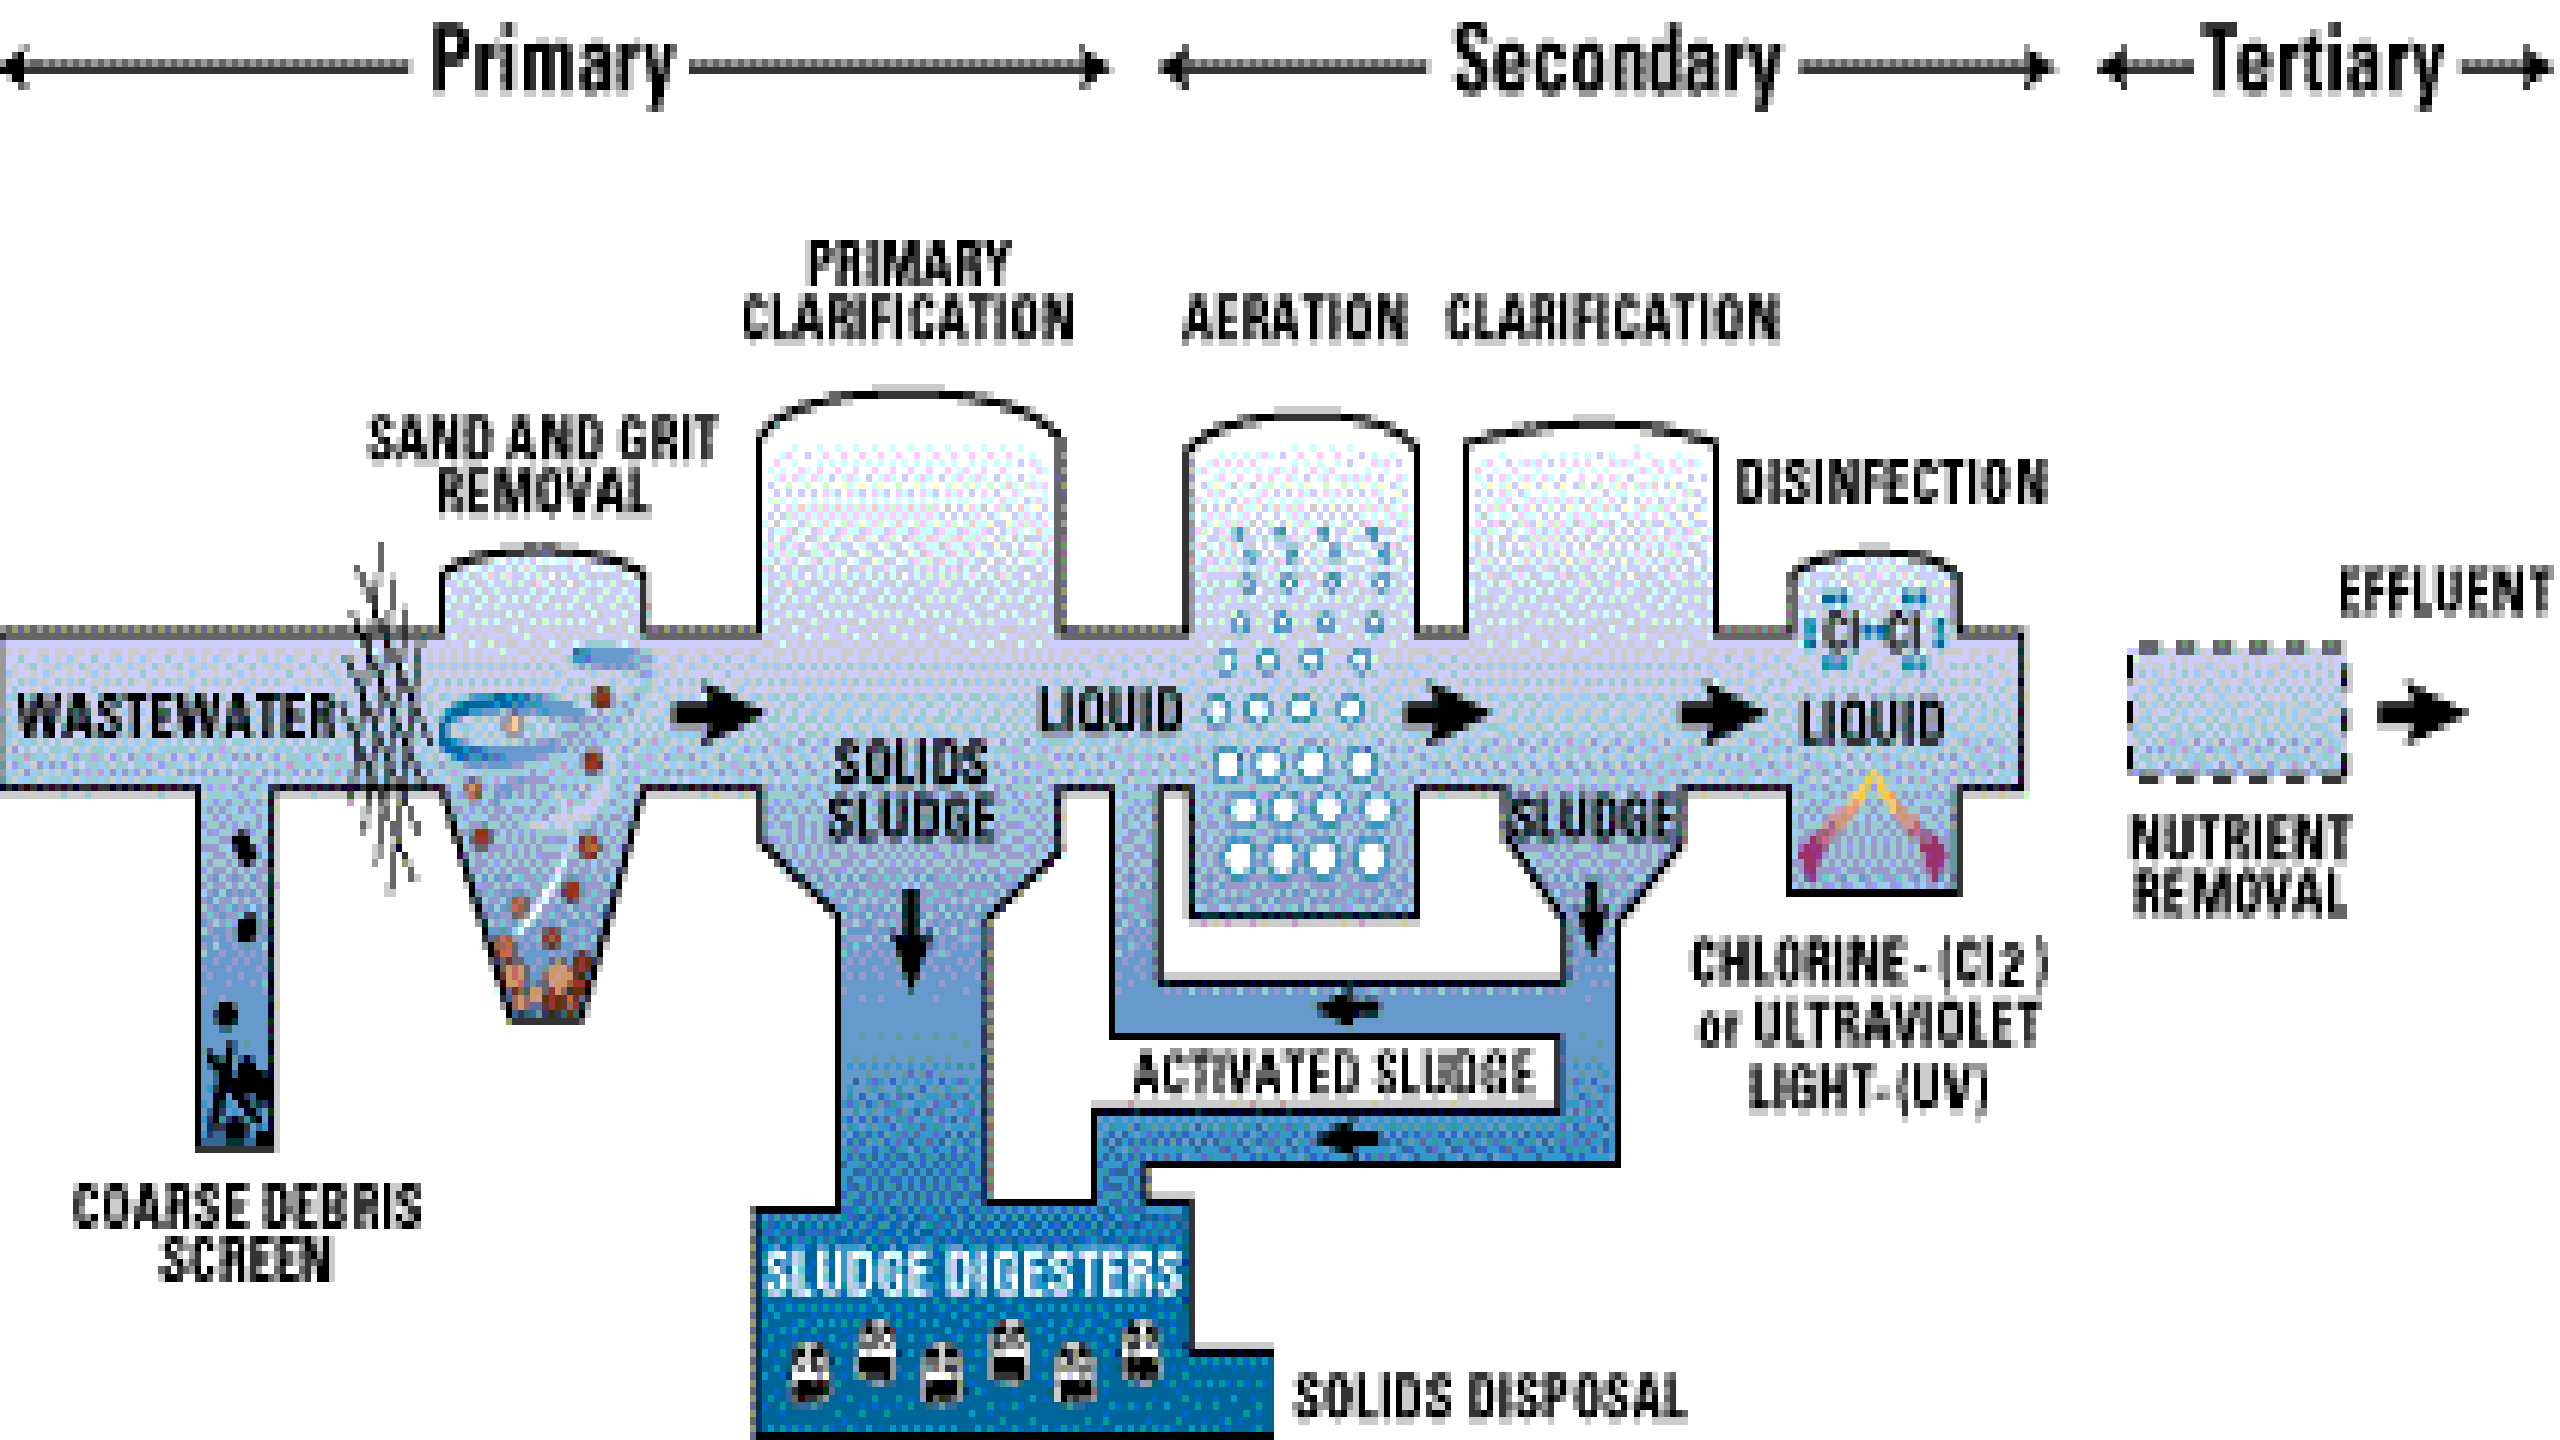 Primary
Secondary
Tertiary
PRIMARY
CLARIFICATION
AERATION
CLARIFICATION
SAND AND GRIT
REMOVAL
DISINFECTION
EFFLUENT
Cl Cl
WASTEWATER
LIQUID
LIQUID
SOLIDS
SLUDGE
SLUDGE
NUTRIENT
REMOVAL
CHLORINE-(Cl2)
or ULTRAVIOLET
LIGHT-(UV)
ACTIVATED SLUDGE
COARSE DEBRIS
SCREEN
SLUDGE DIGESTERS
SOLIDS DISPOSAL